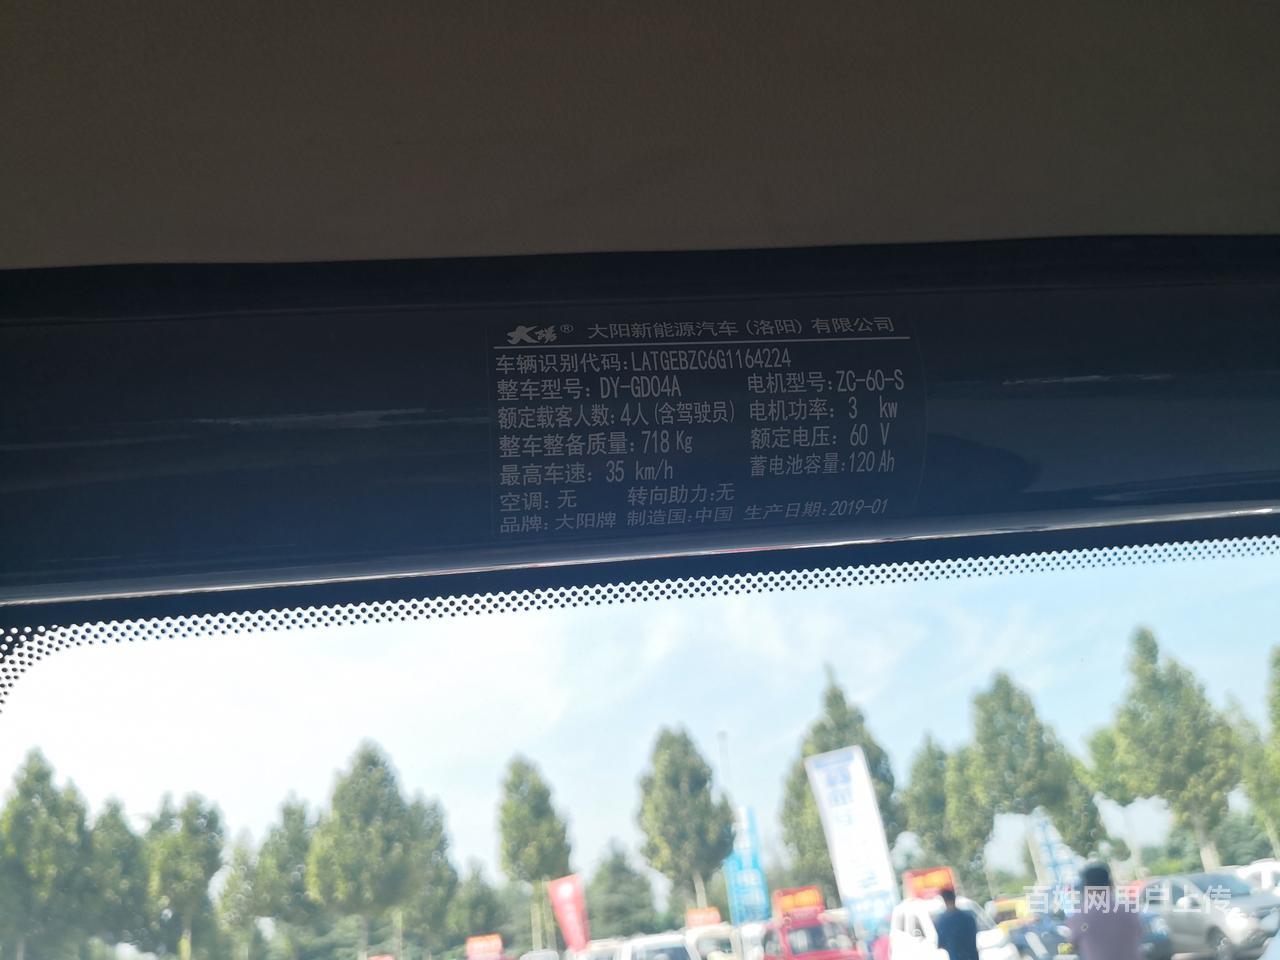 大阳® 大阳新能源汽车(洛阳)有限公司
车辆识别代码:LATGEBZC6G1164224
整车型号: DY-GD04A 电机型号:ZC-60-S
额定载客人数: 4人(含驾驶员) 电机功率: 3 kw
整车整备质量: 718 Kg 额定电压: 60 V
最高车速: 35 km/h 蓄电池容量:120 Ah
空调: 无 转向助力:无
品牌: 大阳牌 制造国:中国 生产日期:2019-01
百姓网用户上传